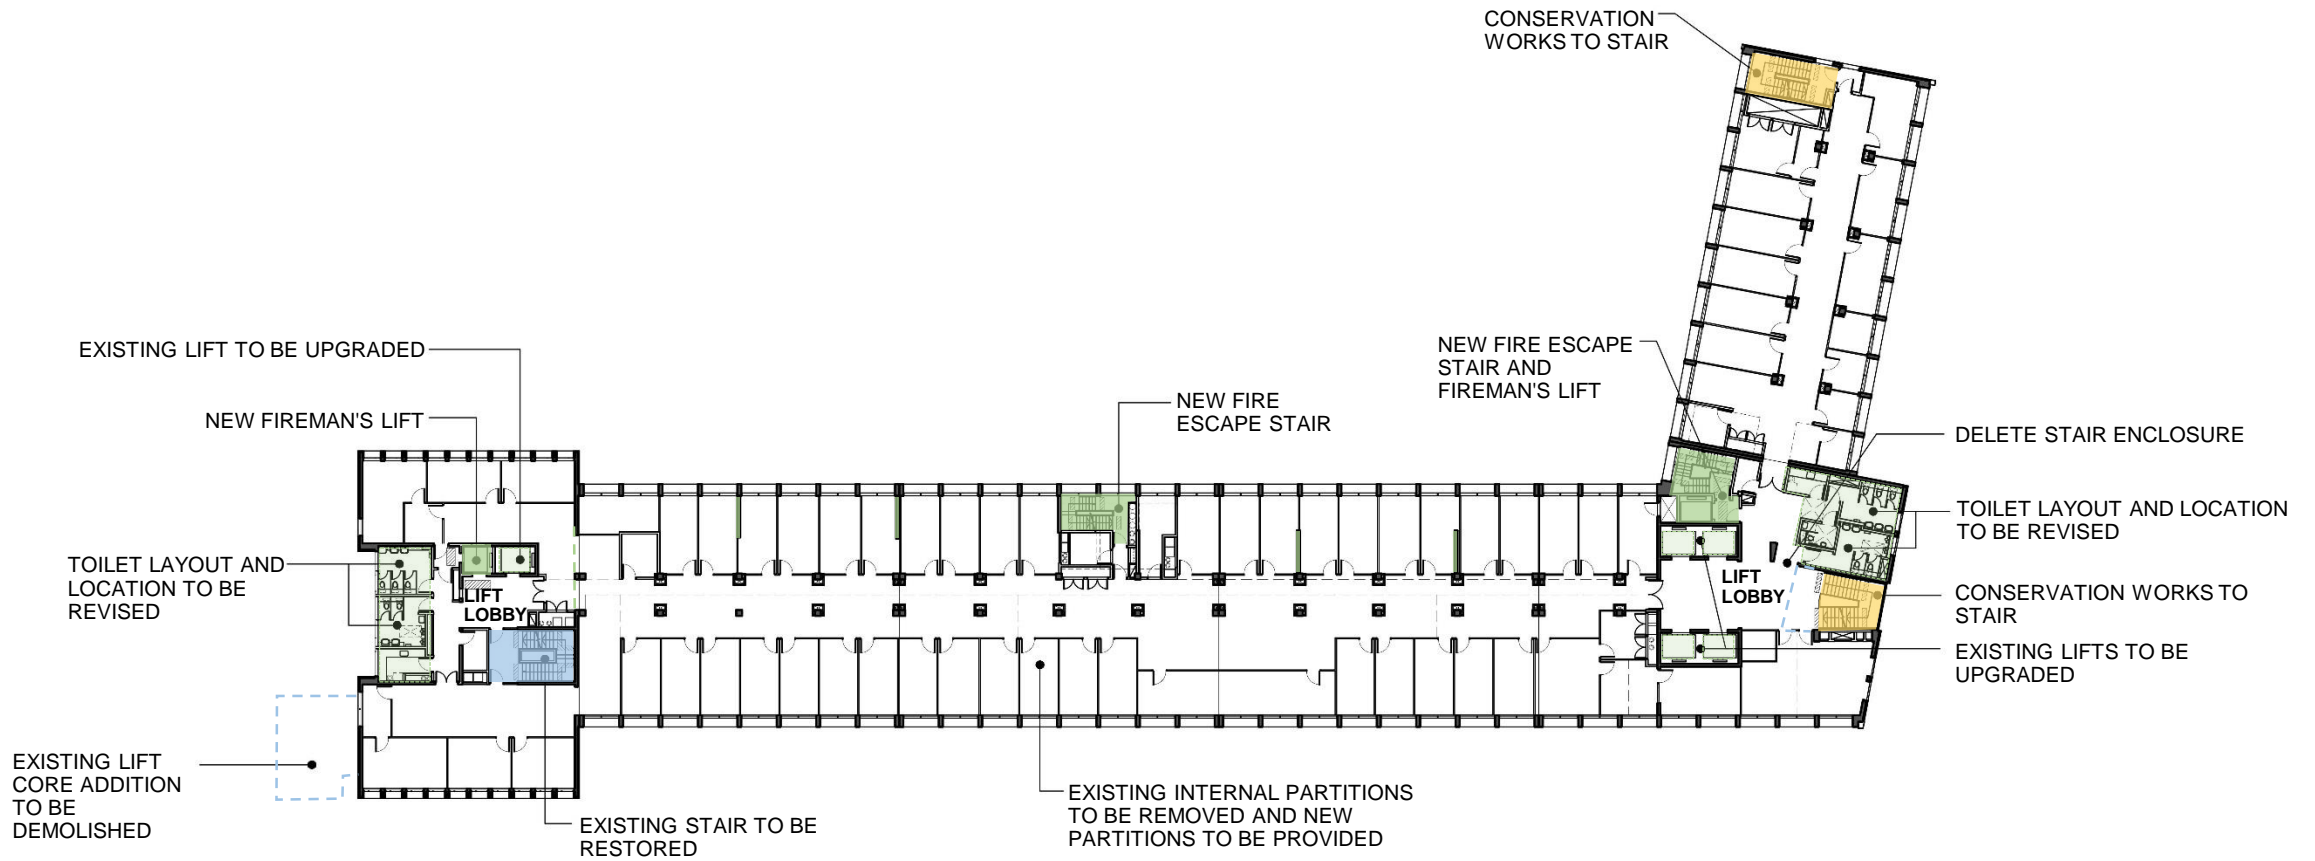 CONSERVATION
WORKS TO STAIR
EXISTING LIFT TO BE UPGRADED
NEW FIREMAN'S LIFT
NEW FIRE
ESCAPE STAIR
NEW FIRE ESCAPE
STAIR AND
FIREMAN'S LIFT
DELETE STAIR ENCLOSURE
TOILET LAYOUT AND LOCATION
TO BE REVISED
TOILET LAYOUT AND
LOCATION TO BE
REVISED
LIFT
LOBBY
LIFT
LOBBY
CONSERVATION WORKS TO
STAIR
EXISTING LIFTS TO BE
UPGRADED
EXISTING LIFT
CORE ADDITION
TO BE
DEMOLISHED
EXISTING STAIR TO BE
RESTORED
EXISTING INTERNAL PARTITIONS
TO BE REMOVED AND NEW
PARTITIONS TO BE PROVIDED